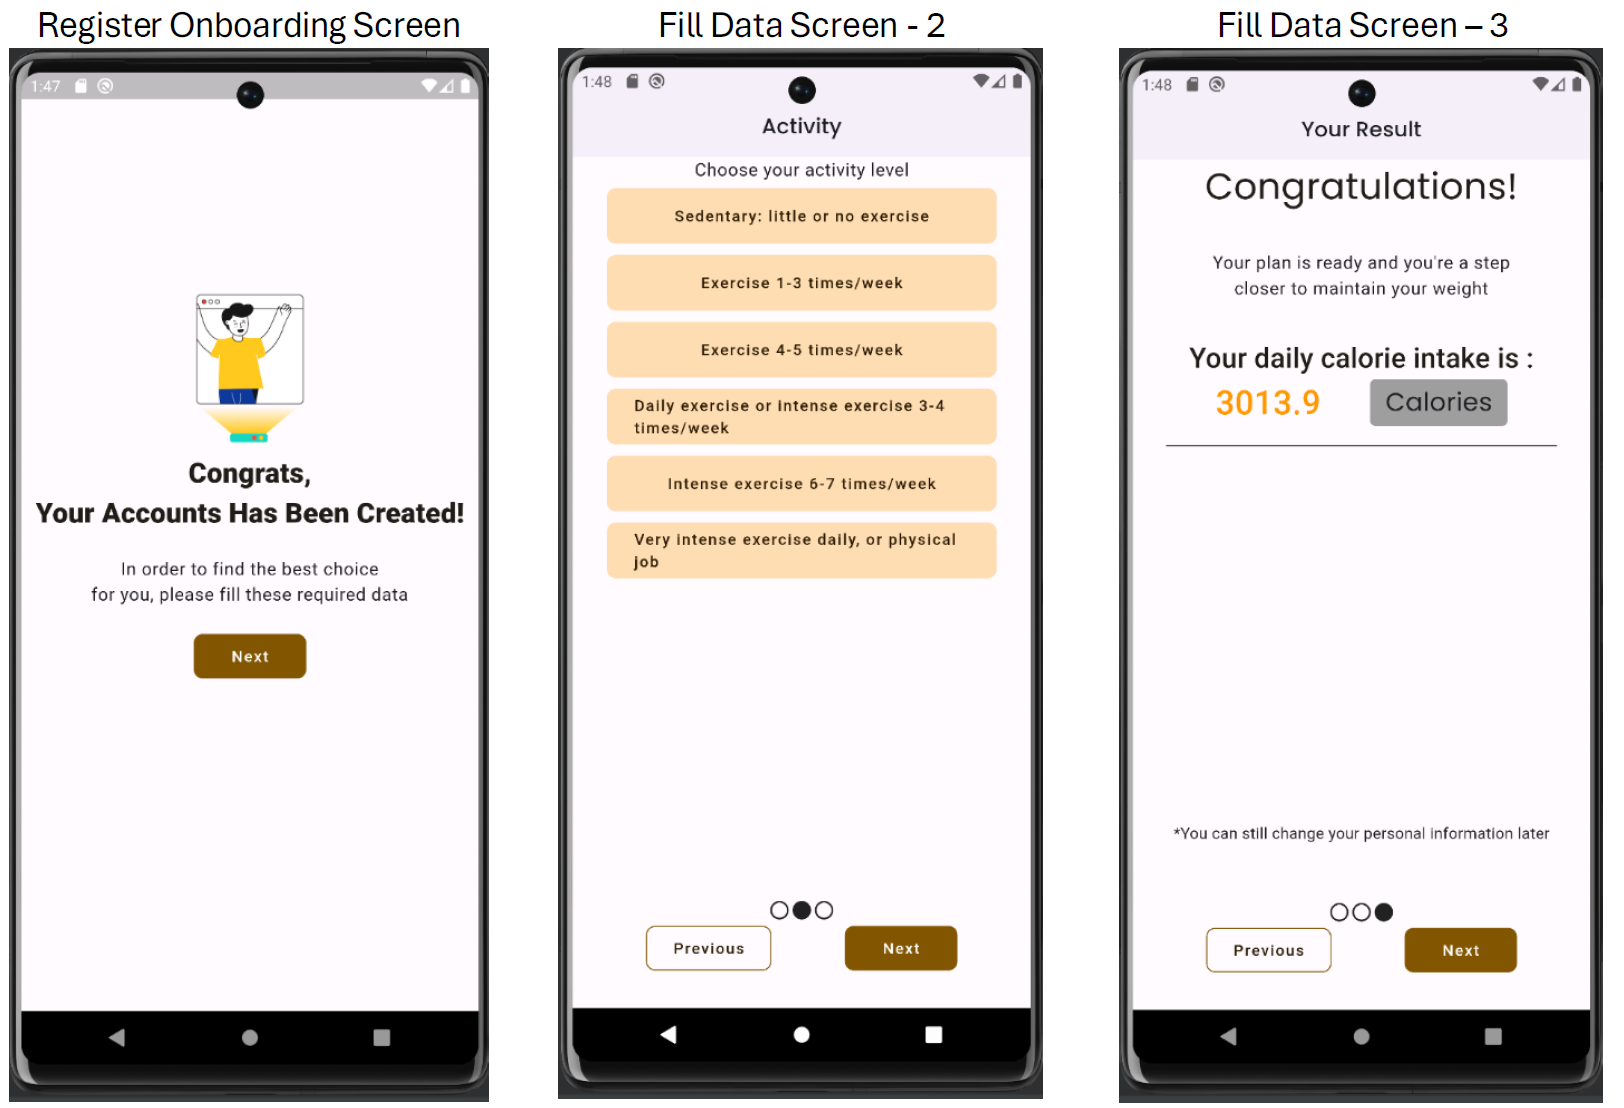 Register Onboarding Screen
1:47
Congrats,
Your Accounts Has Been Created!
In order to find the best choice
for you, please fill these required data
Next
Fill Data Screen - 2
1:48
Activity
Choose your activity level
Sedentary: little or no exercise
Exercise 1-3 times/week
Exercise 4-5 times/week
Daily exercise or intense exercise 3-4
times/week
Intense exercise 6-7 times/week
Very intense exercise daily, or physical
job
Previous
Next
Fill Data Screen – 3
1:48
Your Result
Congratulations!
Your plan is ready and you're a step
closer to maintain your weight
Your daily calorie intake is :
3013.9 Calories
*You can still change your personal information later
Previous
Next